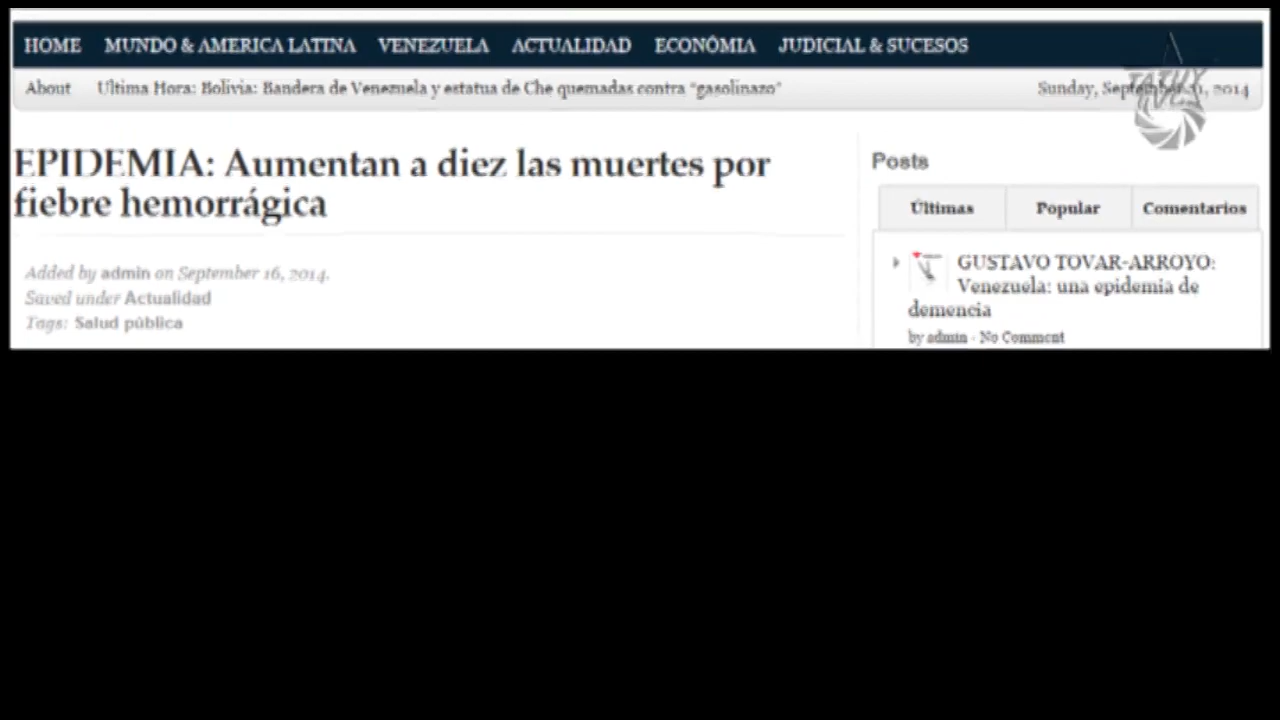 HOME MUNDO & AMERICA LATINA VENEZUELA ACTUALIDAD ECONÓMIA JUDICIAL & SUCESOS
About Ultima Hora: Bolivia: Bandera de Venezuela y estatua de Che quemadas contra "gasolinazo" Sunday, September 21, 2014
EPIDEMIA: Aumentan a diez las muertes por
fiebre hemorrágica
Added by admin on September 16, 2014.
Saved under Actualidad
Tags: Salud pública
Posts
Últimas Popular Comentarios
GUSTAVO TOVAR-ARROYO:
Venezuela: una epidemia de
demencia
by admin - No Comment